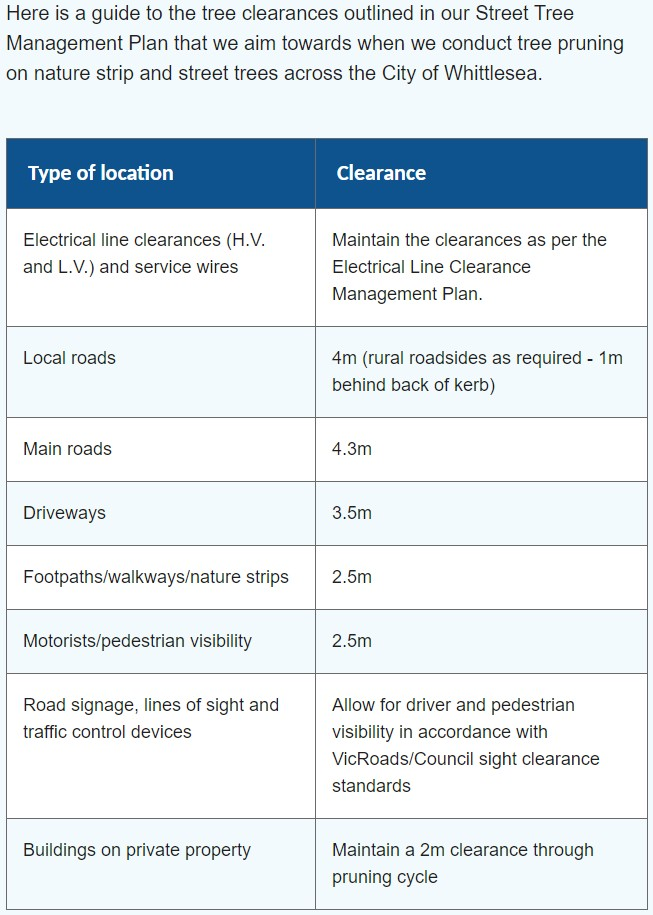 Here is a guide to the tree clearances outlined in our Street Tree
Management Plan that we aim towards when we conduct tree pruning
on nature strip and street trees across the City of Whittlesea.
Type of location
Clearance
Electrical line clearances (H.V.
and L.V.) and service wires
Maintain the clearances as per the
Electrical Line Clearance
Management Plan.
Local roads
4m (rural roadsides as required - 1m
behind back of kerb)
Main roads
4.3m
Driveways
3.5m
Footpaths/walkways/nature strips
2.5m
Motorists/pedestrian visibility
2.5m
Road signage, lines of sight and
traffic control devices
Allow for driver and pedestrian
visibility in accordance with
VicRoads/Council sight clearance
standards
Buildings on private property
Maintain a 2m clearance through
pruning cycle